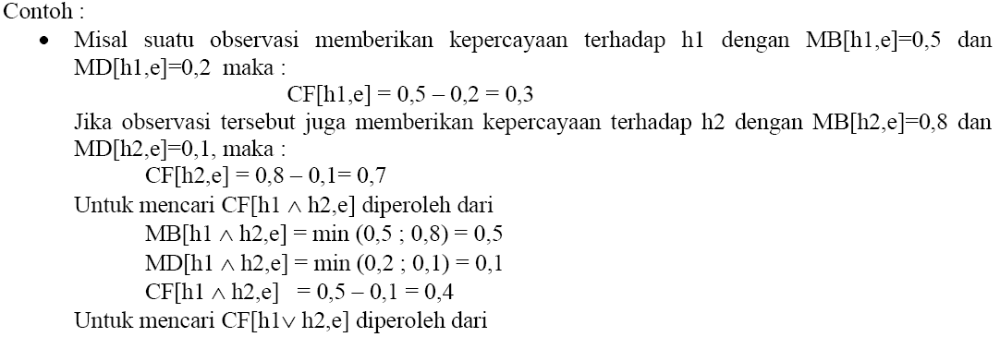 Contoh :
• Misal suatu observasi memberikan kepercayaan terhadap h1 dengan MB[h1,e]=0,5 dan
MD[h1,e]=0,2 maka :
CF[h1,e] = 0,5 – 0,2 = 0,3
Jika observasi tersebut juga memberikan kepercayaan terhadap h2 dengan MB[h2,e]=0,8 dan
MD[h2,e]=0,1, maka :
CF[h2,e] = 0,8 – 0,1= 0,7
Untuk mencari CF[h1 ∧ h2,e] diperoleh dari
MB[h1 ∧ h2,e] = min (0,5 ; 0,8) = 0,5
MD[h1 ∧ h2,e] = min (0,2 ; 0,1) = 0,1
CF[h1 ∧ h2,e] = 0,5 – 0,1 = 0,4
Untuk mencari CF[h1∨ h2,e] diperoleh dari